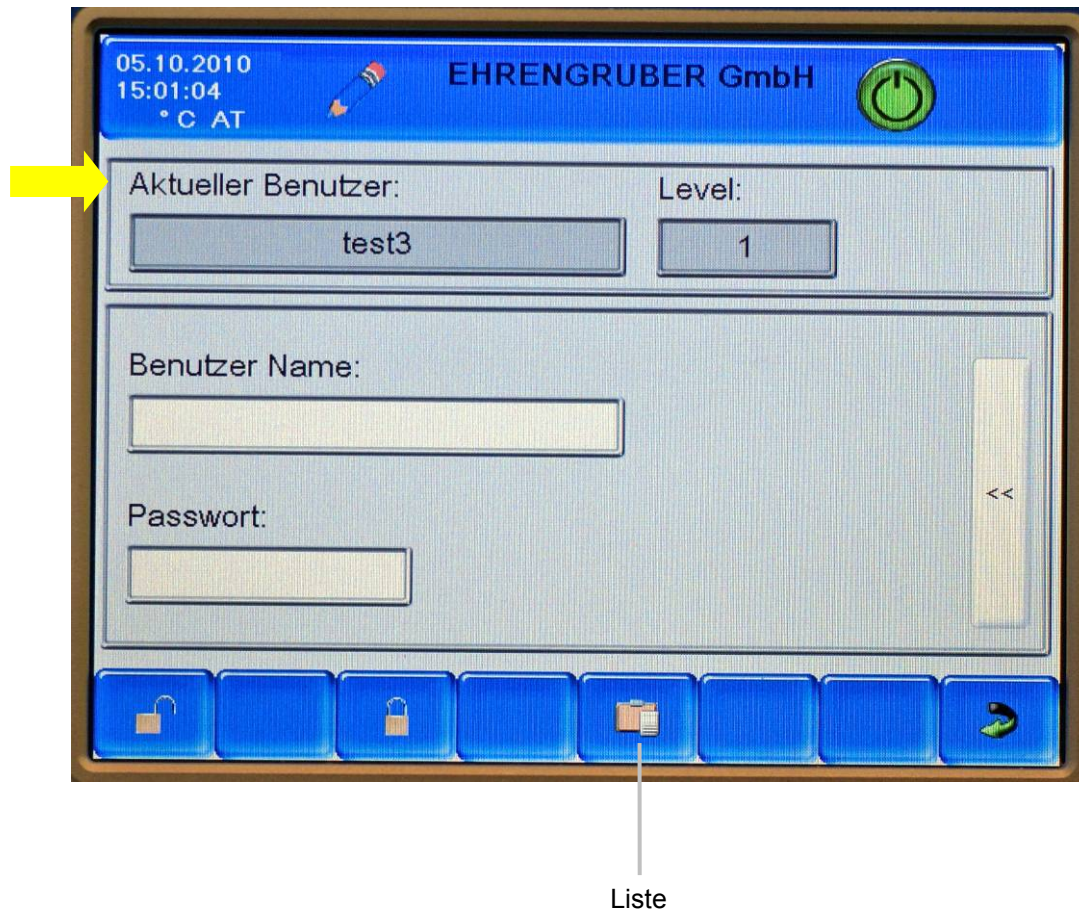 05.10.2010
15:01:04
° C AT
EHRENGRUBER GmbH
Aktueller Benutzer:
Level:
test3
1
Benutzer Name:
<<
Passwort:
Liste